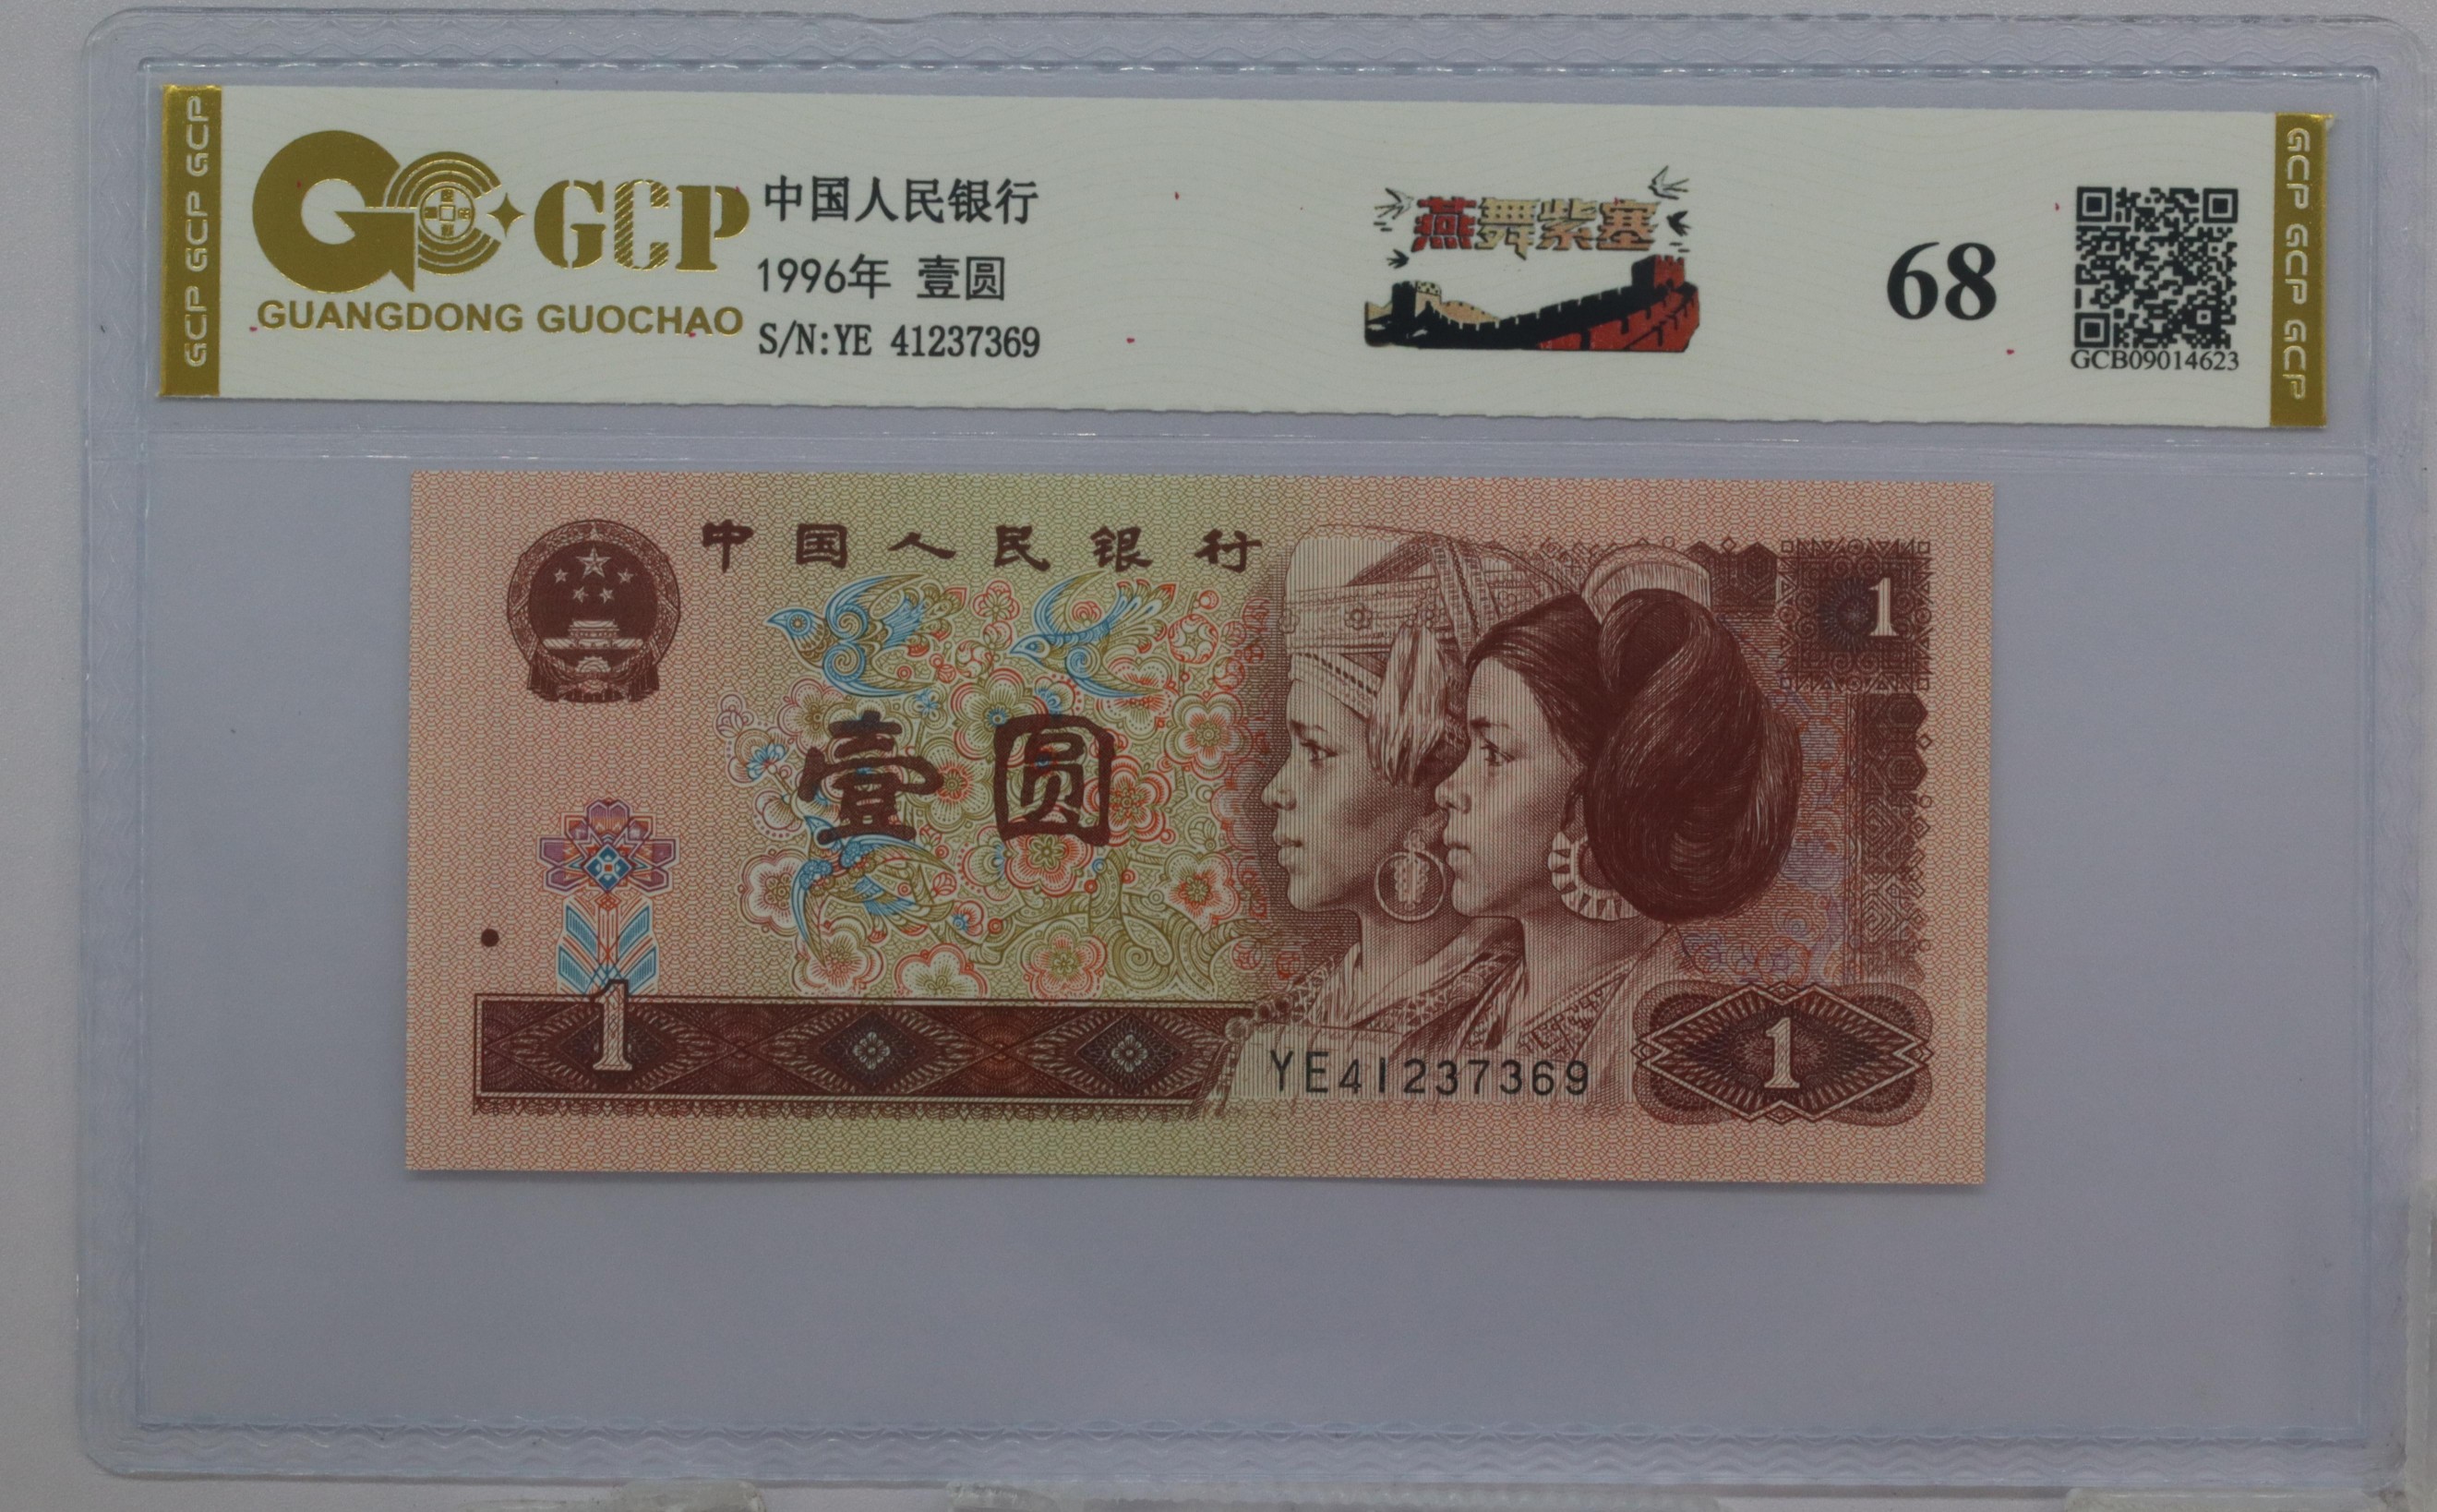 GCP GCP GCP
GCP
GUANGDONG GUOCHAO
中国人民银行
1996年 壹圆
S/N:YE 41237369
燕舞紫塞
68
GCB09014623
GCP GCP GCP
中国人民银行
1
壹圆
1
YE41237369
1